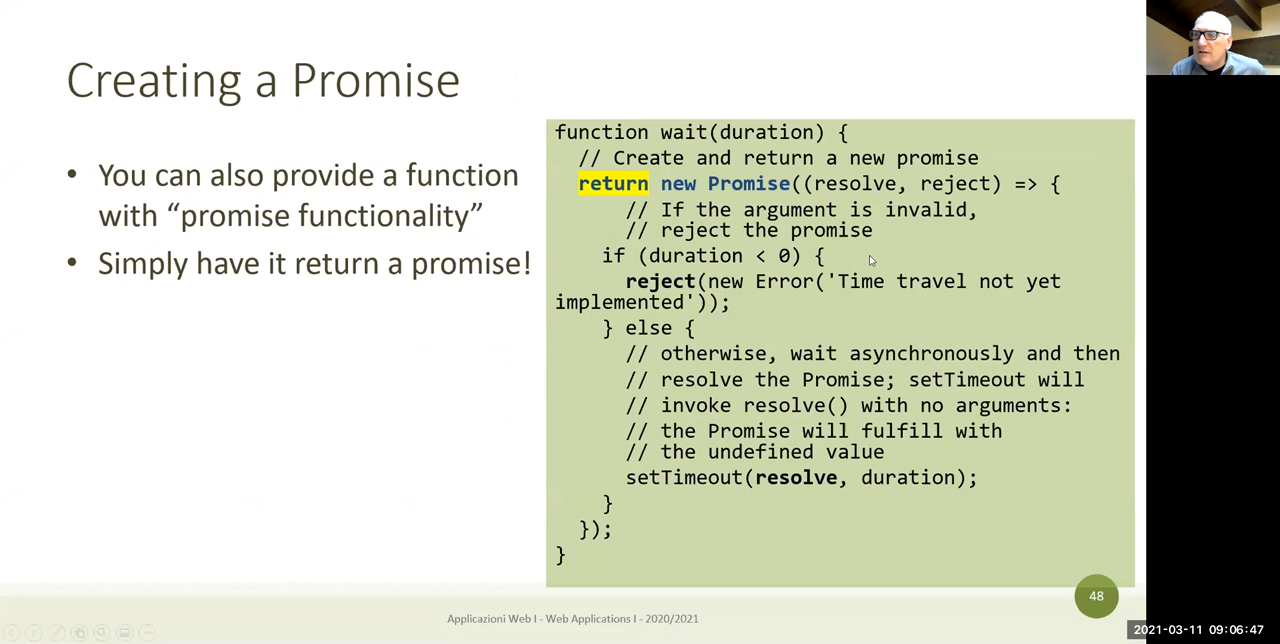 Creating a Promise
• You can also provide a function
with “promise functionality”
• Simply have it return a promise!
function wait(duration) {
// Create and return a new promise
return new Promise((resolve, reject) => {
// If the argument is invalid,
// reject the promise
if (duration < 0) {
reject(new Error('Time travel not yet
implemented'));
} else {
// otherwise, wait asynchronously and then
// resolve the Promise; setTimeout will
// invoke resolve() with no arguments:
// the Promise will fulfill with
// the undefined value
setTimeout(resolve, duration);
}
});
}
48
Applicazioni Web I - Web Applications I - 2020/2021
2021-03-11 09:06:47